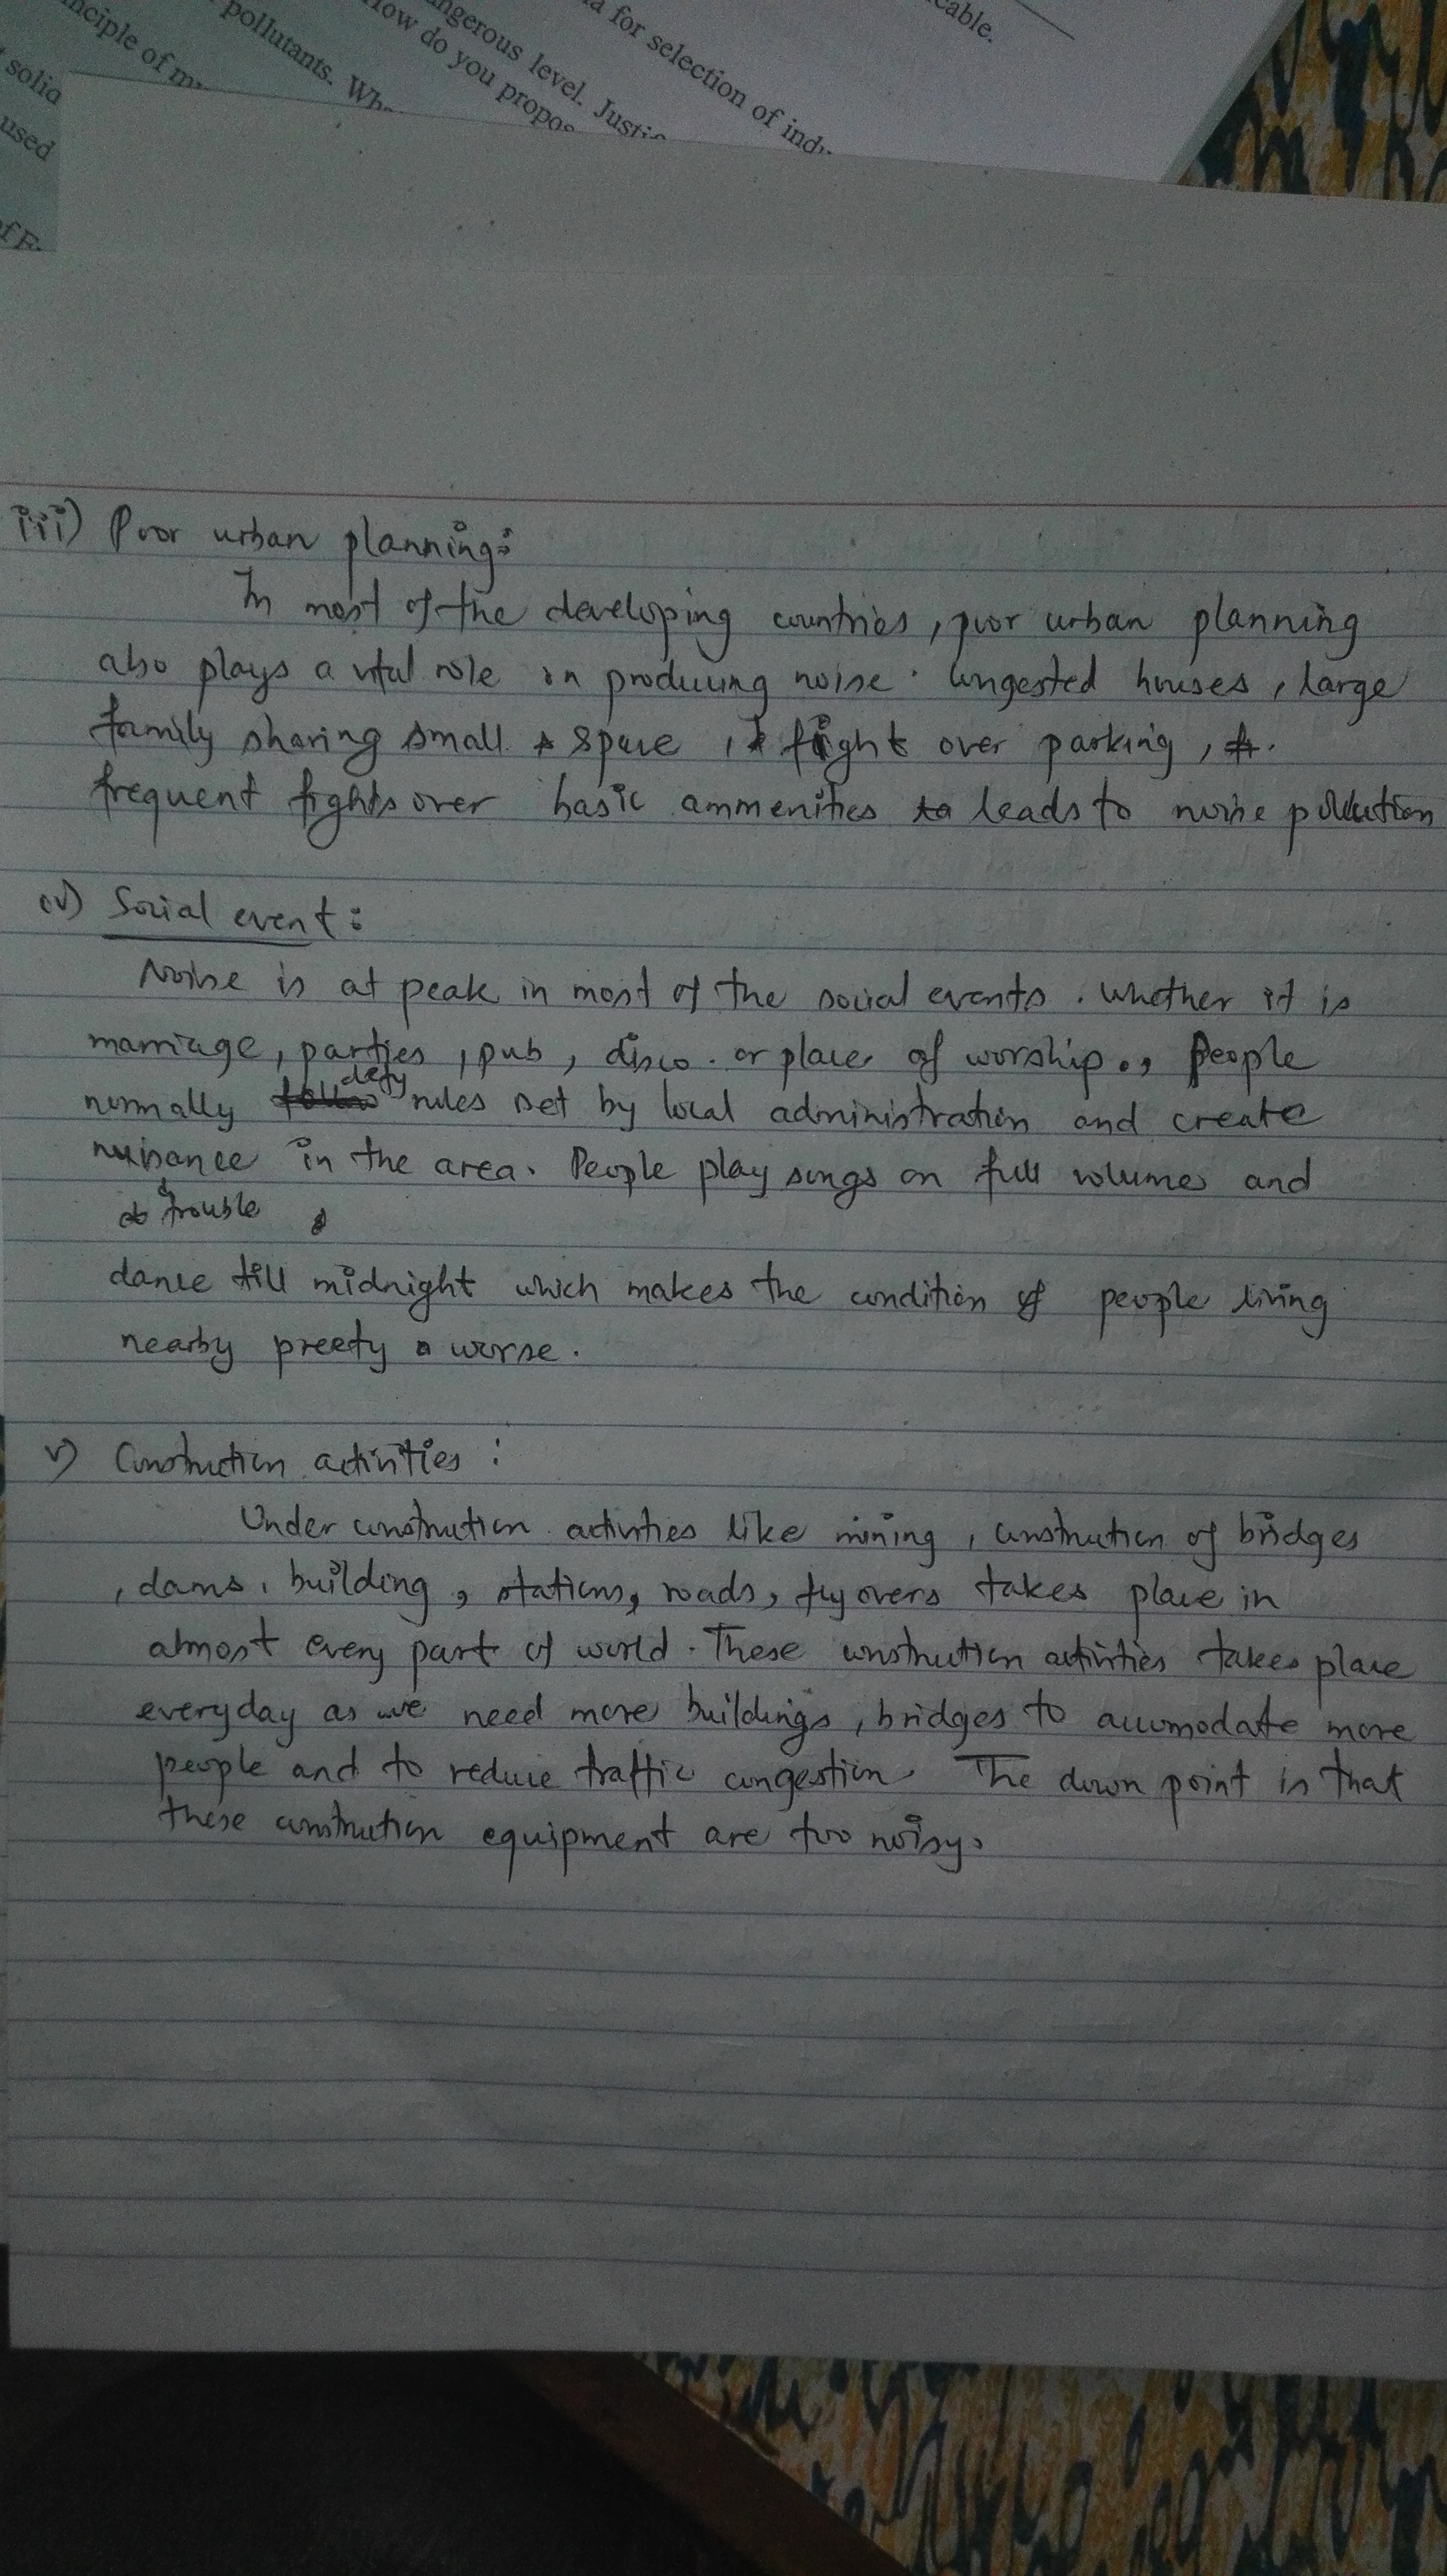 nciple of m
pollutants. Wh
How do you propos
ngerous level. Justic
a for selection of indu
cable.
solid
used
of F
iii) Poor urban planning:
In most of the developing countries, poor urban planning
also plays a vital role in producing noise. Congested houses, large
family sharing small space, fight over parking,
frequent fights over basic ammenities leads to noise pollution
iv) Social event:
Noise is at peak in most of the social events. Whether it is
marriage, parties, pub, disco. or place of worship., people
normally defy rules set by local administration and create
nuisance in the area. People play songs on full volume and
trouble
dance till midnight which makes the condition of people living
nearby preety worse.
v) Construction activities:
Under construction activities like mining, construction of bridges
, dams, building, stations, roads, fly overs takes place in
almost every part of world. These construction activities takes place
everyday as we need more buildings, bridges to accomodate more
people and to reduce traffic congestion. The down point is that
these construction equipment are too noisy.